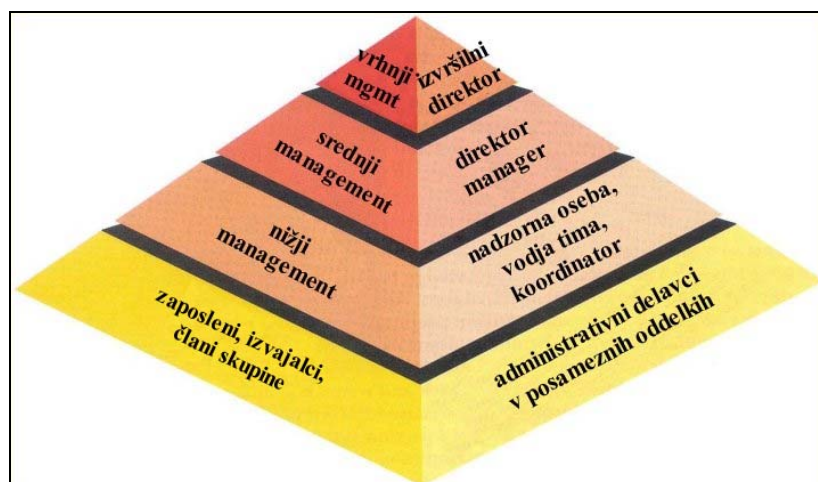 vrhnji
mgmt
izvršilni
direktor
srednji
management
direktor
manager
nižji
management
nadzorna oseba,
vodja tima,
koordinator
zaposleni, izvajalci,
člani skupine
administrativni delavci
v posameznih oddelkih